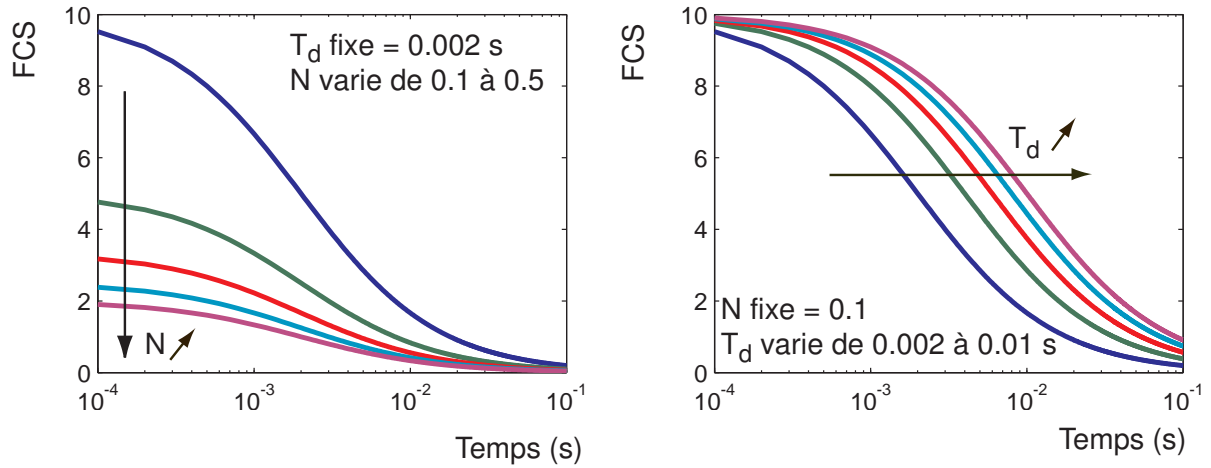 FCS
10
8
6
4
2
0
T_d fixe = 0.002 s
N varie de 0.1 à 0.5
N
10^-4
10^-3
10^-2
10^-1
Temps (s)
FCS
10
8
6
4
2
0
T_d
N fixe = 0.1
T_d varie de 0.002 à 0.01 s
10^-4
10^-3
10^-2
10^-1
Temps (s)